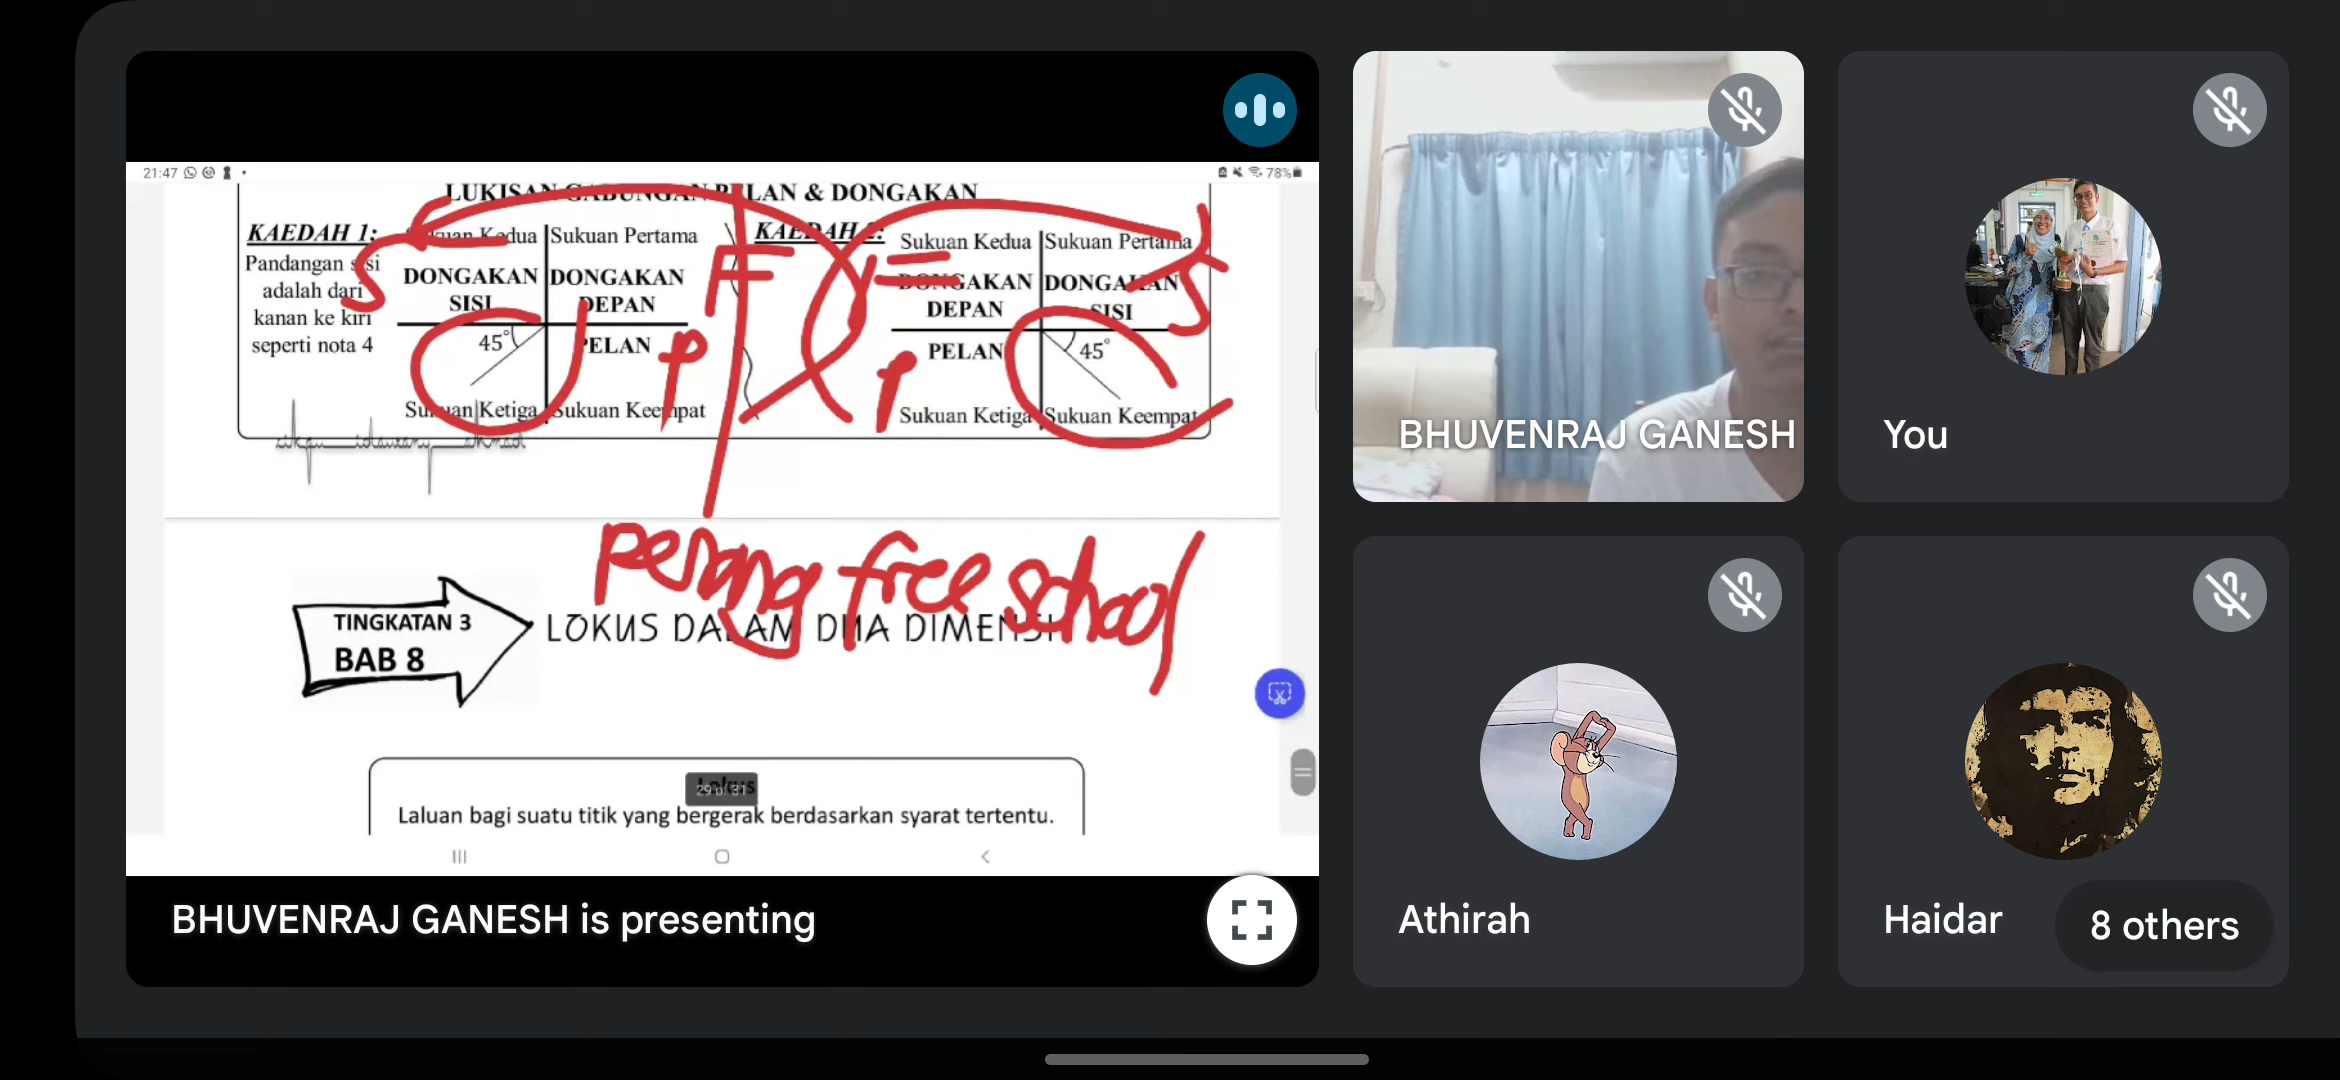 21:47
78%
LUKISAN GABUNGAN PELAN & DONGAKAN
KAEDAH 1:
Pandangan sisi
adalah dari
kanan ke kiri
seperti nota 4
Sukuan Kedua
Sukuan Pertama
DONGAKAN
SISI
DONGAKAN
DEPAN
45°
PELAN
Sukuan Ketiga
Sukuan Keempat
S
F
P
KAEDAH 2:
Sukuan Kedua
Sukuan Pertama
DONGAKAN
DEPAN
DONGAKAN
SISI
PELAN
45°
Sukuan Ketiga
Sukuan Keempat
F
S
P
penang free school
TINGKATAN 3
BAB 8
LOKUS DALAM DUA DIMENSI
Lokus
29 of 31
Laluan bagi suatu titik yang bergerak berdasarkan syarat tertentu.
BHUVENRAJ GANESH is presenting
BHUVENRAJ GANESH
You
Athirah
Haidar
8 others